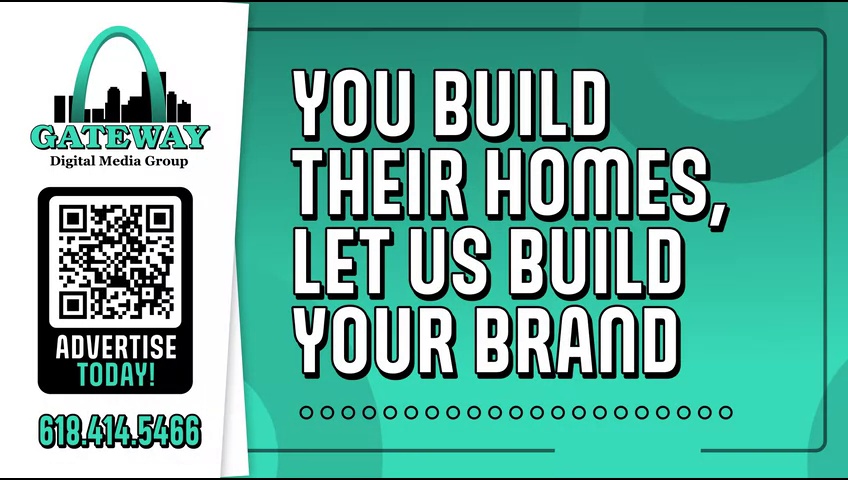 GATEWAY
Digital Media Group
ADVERTISE
TODAY!
618.414.5466
YOU BUILD
THEIR HOMES,
LET US BUILD
YOUR BRAND